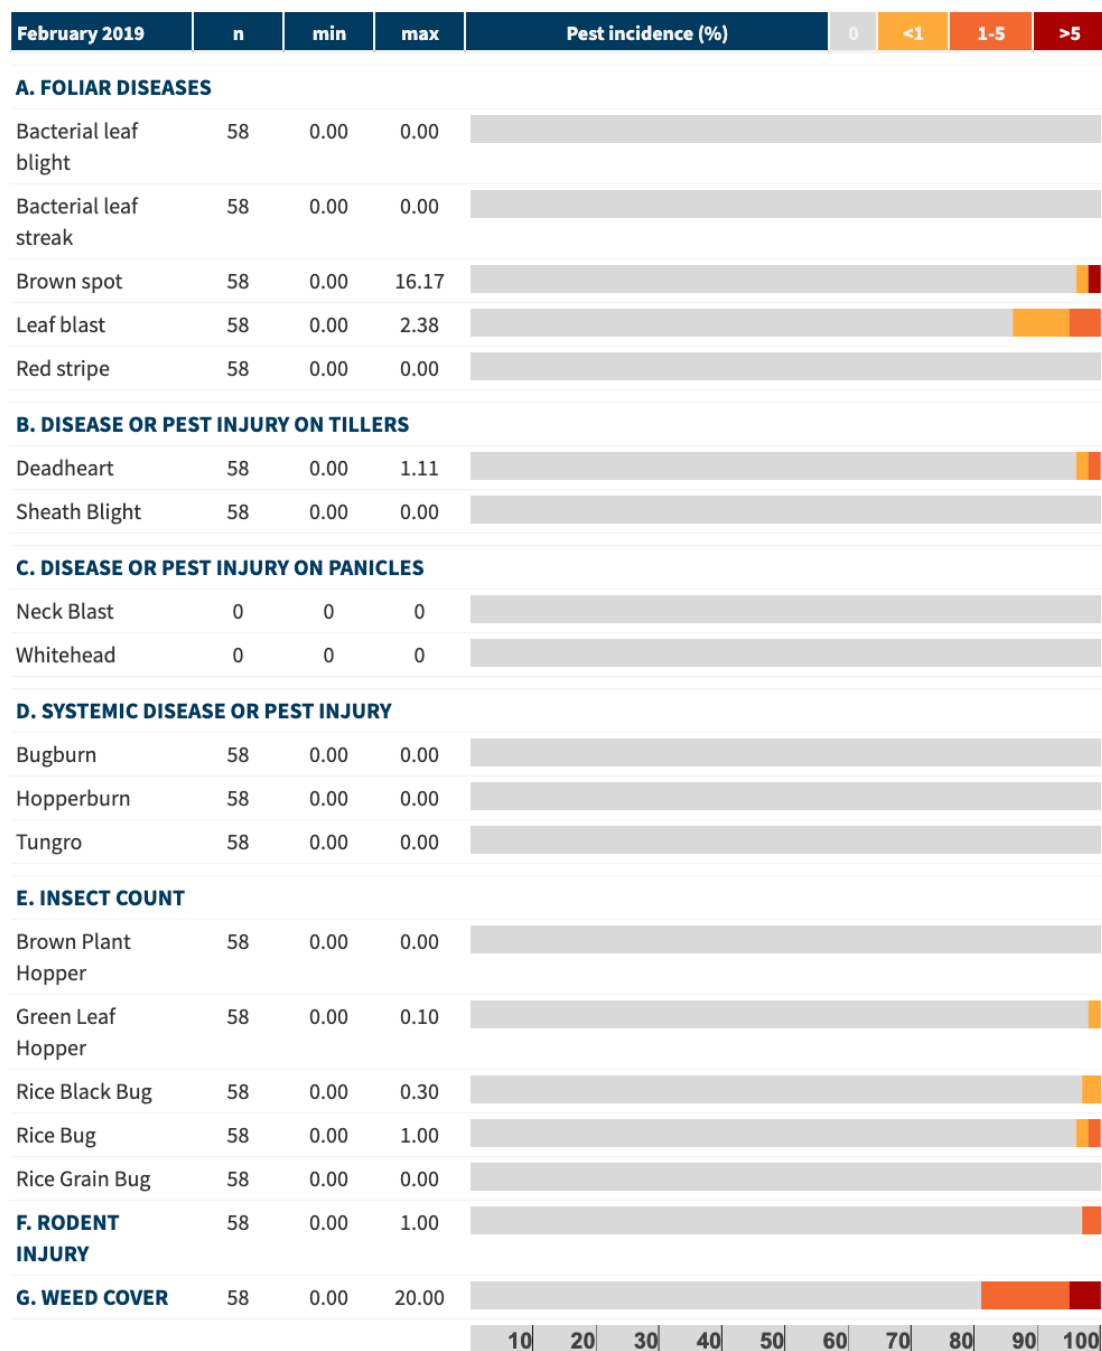 February 2019 n min max Pest incidence (%) 0 <1 1-5 >5
A. FOLIAR DISEASES
Bacterial leaf 58 0.00 0.00
blight
Bacterial leaf 58 0.00 0.00
streak
Brown spot 58 0.00 16.17
Leaf blast 58 0.00 2.38
Red stripe 58 0.00 0.00
B. DISEASE OR PEST INJURY ON TILLERS
Deadheart 58 0.00 1.11
Sheath Blight 58 0.00 0.00
C. DISEASE OR PEST INJURY ON PANICLES
Neck Blast 0 0 0
Whitehead 0 0 0
D. SYSTEMIC DISEASE OR PEST INJURY
Bugburn 58 0.00 0.00
Hopperburn 58 0.00 0.00
Tungro 58 0.00 0.00
E. INSECT COUNT
Brown Plant 58 0.00 0.00
Hopper
Green Leaf 58 0.00 0.10
Hopper
Rice Black Bug 58 0.00 0.30
Rice Bug 58 0.00 1.00
Rice Grain Bug 58 0.00 0.00
F. RODENT 58 0.00 1.00
INJURY
G. WEED COVER 58 0.00 20.00
10 20 30 40 50 60 70 80 90 100